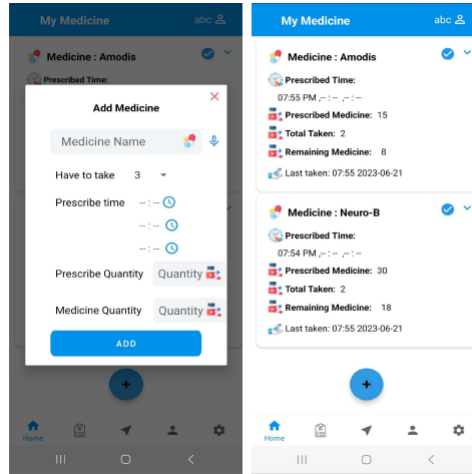 My Medicine abc
Medicine : Amodis
Prescribed Time:
Add Medicine
Medicine Name
Have to take 3
Prescribe time --:--
--:--
--:--
Prescribe Quantity Quantity
Medicine Quantity Quantity
ADD
+
Home
My Medicine abc
Medicine : Amodis
Prescribed Time:
07:55 PM ,-- : -- ,-- : --
Prescribed Medicine: 15
Total Taken: 2
Remaining Medicine: 8
Last taken: 07:55 2023-06-21
Medicine : Neuro-B
Prescribed Time:
07:54 PM ,-- : -- ,-- : --
Prescribed Medicine: 30
Total Taken: 2
Remaining Medicine: 18
Last taken: 07:55 2023-06-21
+
Home